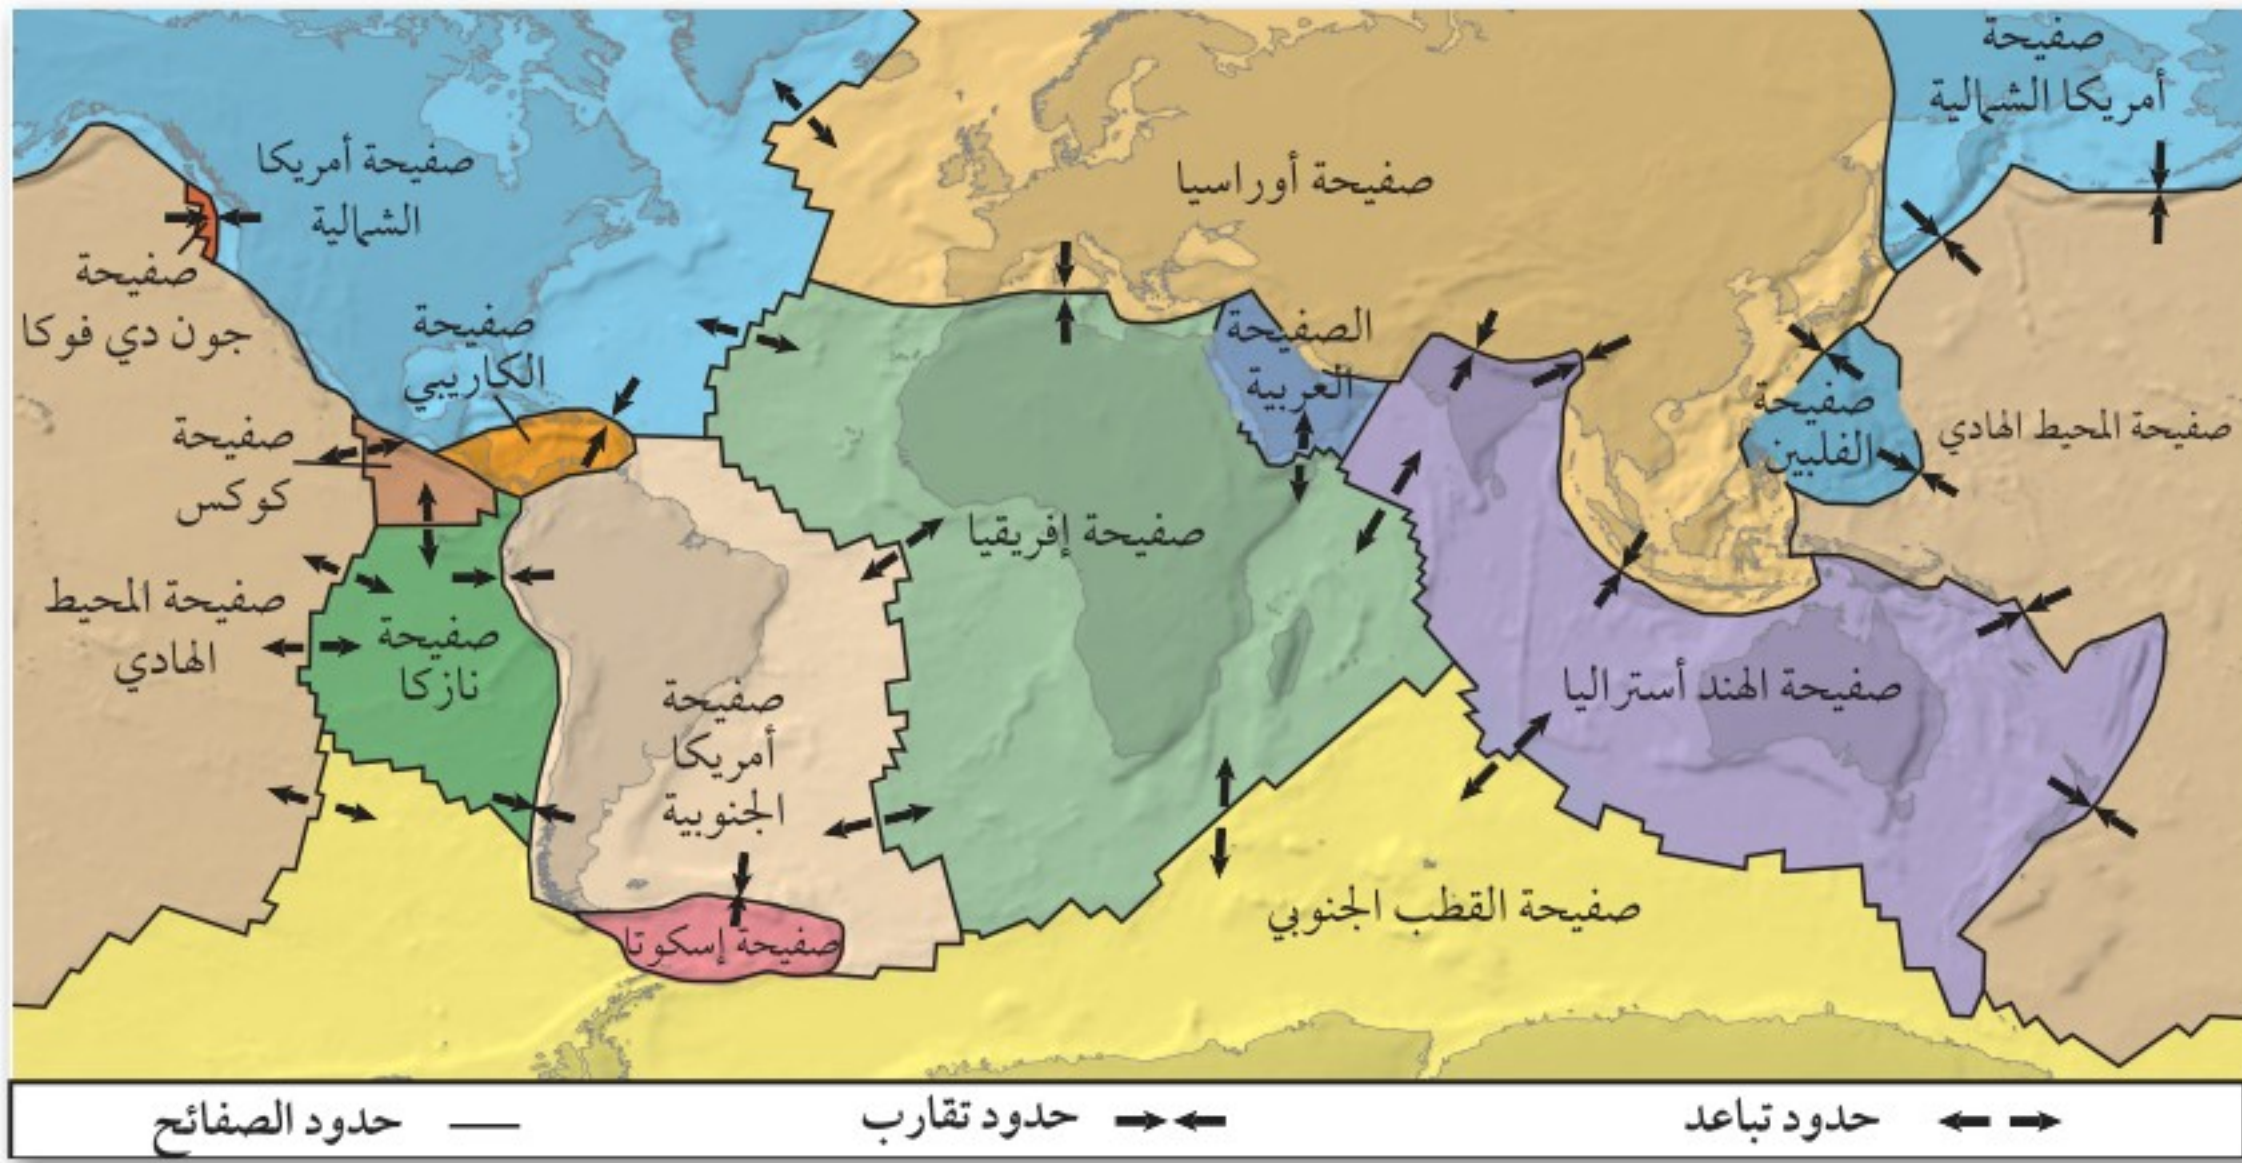 صفيحة
أمريكا الشمالية
صفيحة أمريكا
الشمالية
صفيحة أوراسيا
صفيحة
جون دي فوكا
صفيحة
الكاريبي
الصفيحة
العربية
صفيحة
الفلبين
صفيحة المحيط الهادي
صفيحة
كوكس
صفيحة إفريقيا
صفيحة المحيط
الهادي
صفيحة
نازكا
صفيحة
أمريكا
الجنوبية
صفيحة الهند أستراليا
صفيحة القطب الجنوبي
صفيحة إسكوتا
حدود تباعد
حدود تقارب
حدود الصفائح